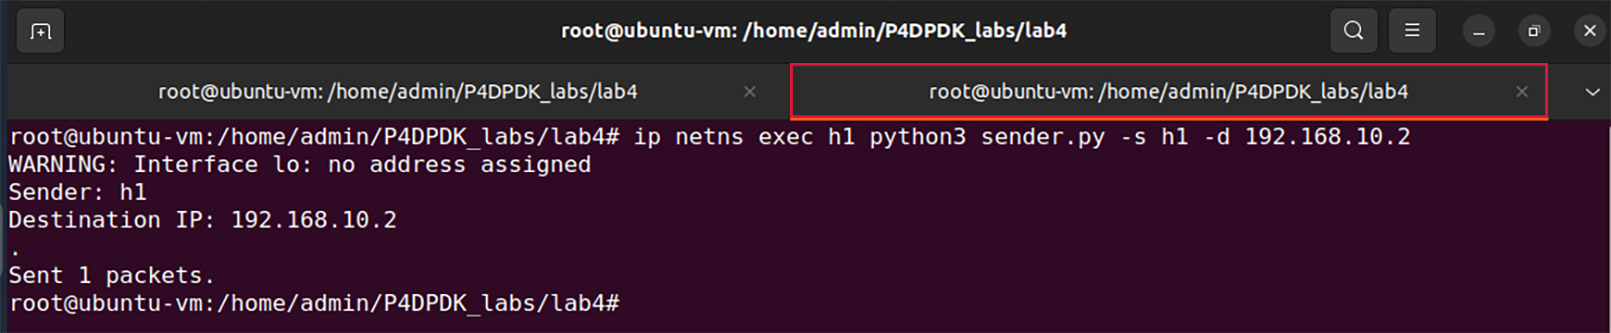 root@ubuntu-vm: /home/admin/P4DPDK_labs/lab4
root@ubuntu-vm: /home/admin/P4DPDK_labs/lab4 root@ubuntu-vm: /home/admin/P4DPDK_labs/lab4
root@ubuntu-vm:/home/admin/P4DPDK_labs/lab4# ip netns exec h1 python3 sender.py -s h1 -d 192.168.10.2
WARNING: Interface lo: no address assigned
Sender: h1
Destination IP: 192.168.10.2
.
Sent 1 packets.
root@ubuntu-vm:/home/admin/P4DPDK_labs/lab4#